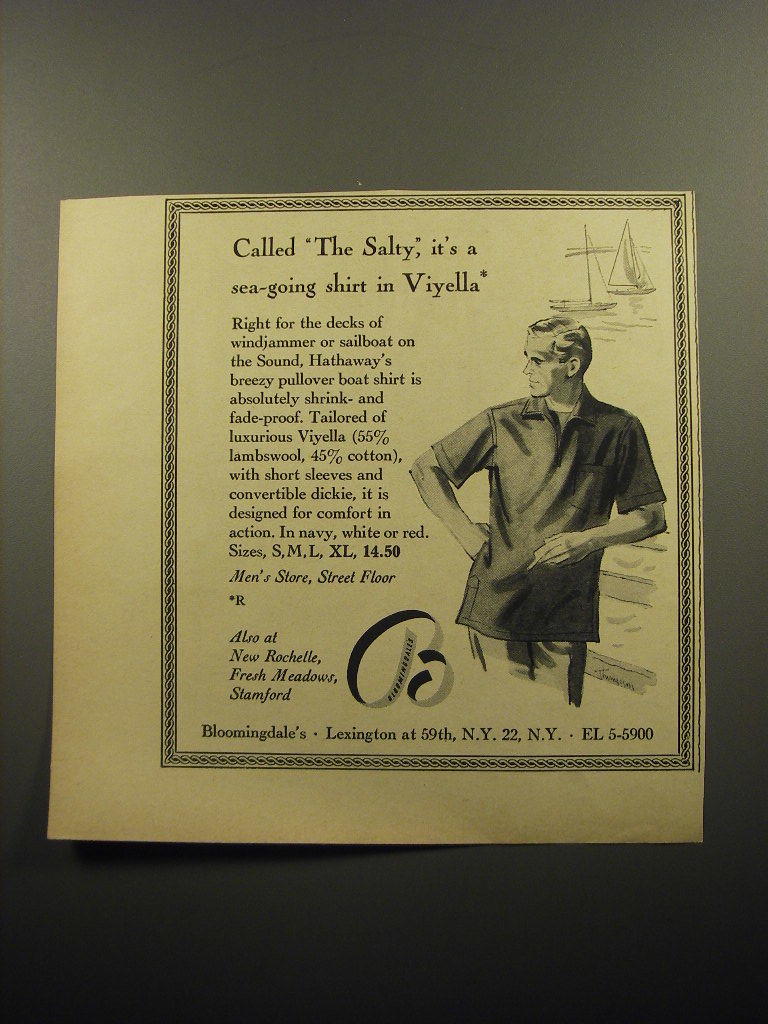 Called "The Salty," it's a
sea-going shirt in Viyella*
Right for the decks of
windjammer or sailboat on
the Sound, Hathaway's
breezy pullover boat shirt is
absolutely shrink- and
fade-proof. Tailored of
luxurious Viyella (55%
lambswool, 45% cotton),
with short sleeves and
convertible dickie, it is
designed for comfort in
action. In navy, white or red.
Sizes, S,M,L, XL, 14.50
Men's Store, Street Floor
*R
Also at
New Rochelle,
Fresh Meadows,
Stamford
B
BLOOMINGDALE'S
Bloomingdale's · Lexington at 59th, N.Y. 22, N.Y. · EL 5-5900